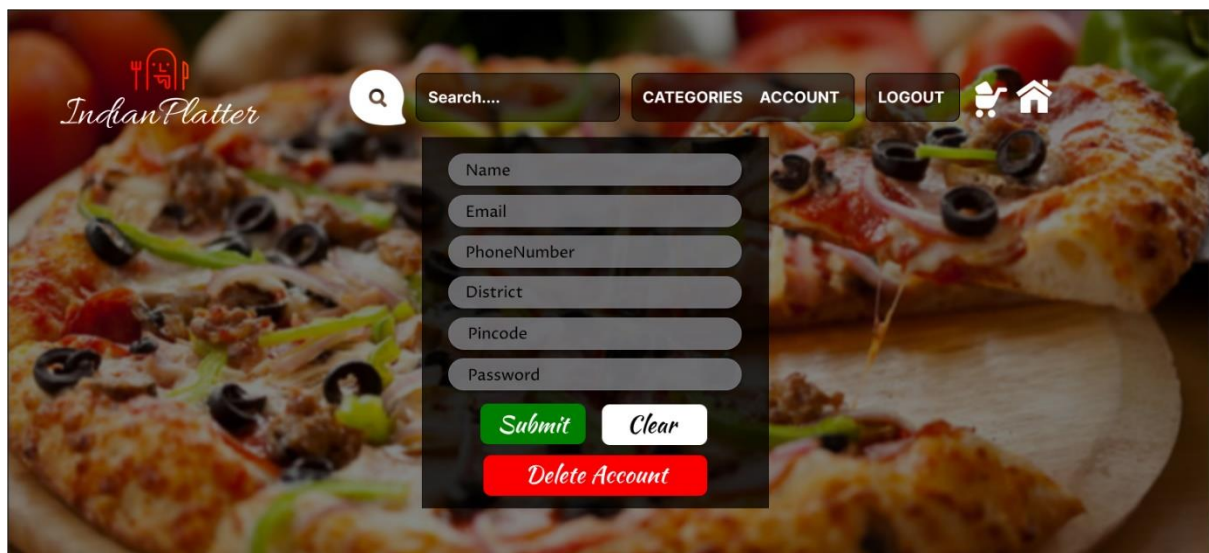 IndianPlatter
Search....
CATEGORIES ACCOUNT
LOGOUT
Name
Email
PhoneNumber
District
Pincode
Password
Submit Clear
Delete Account